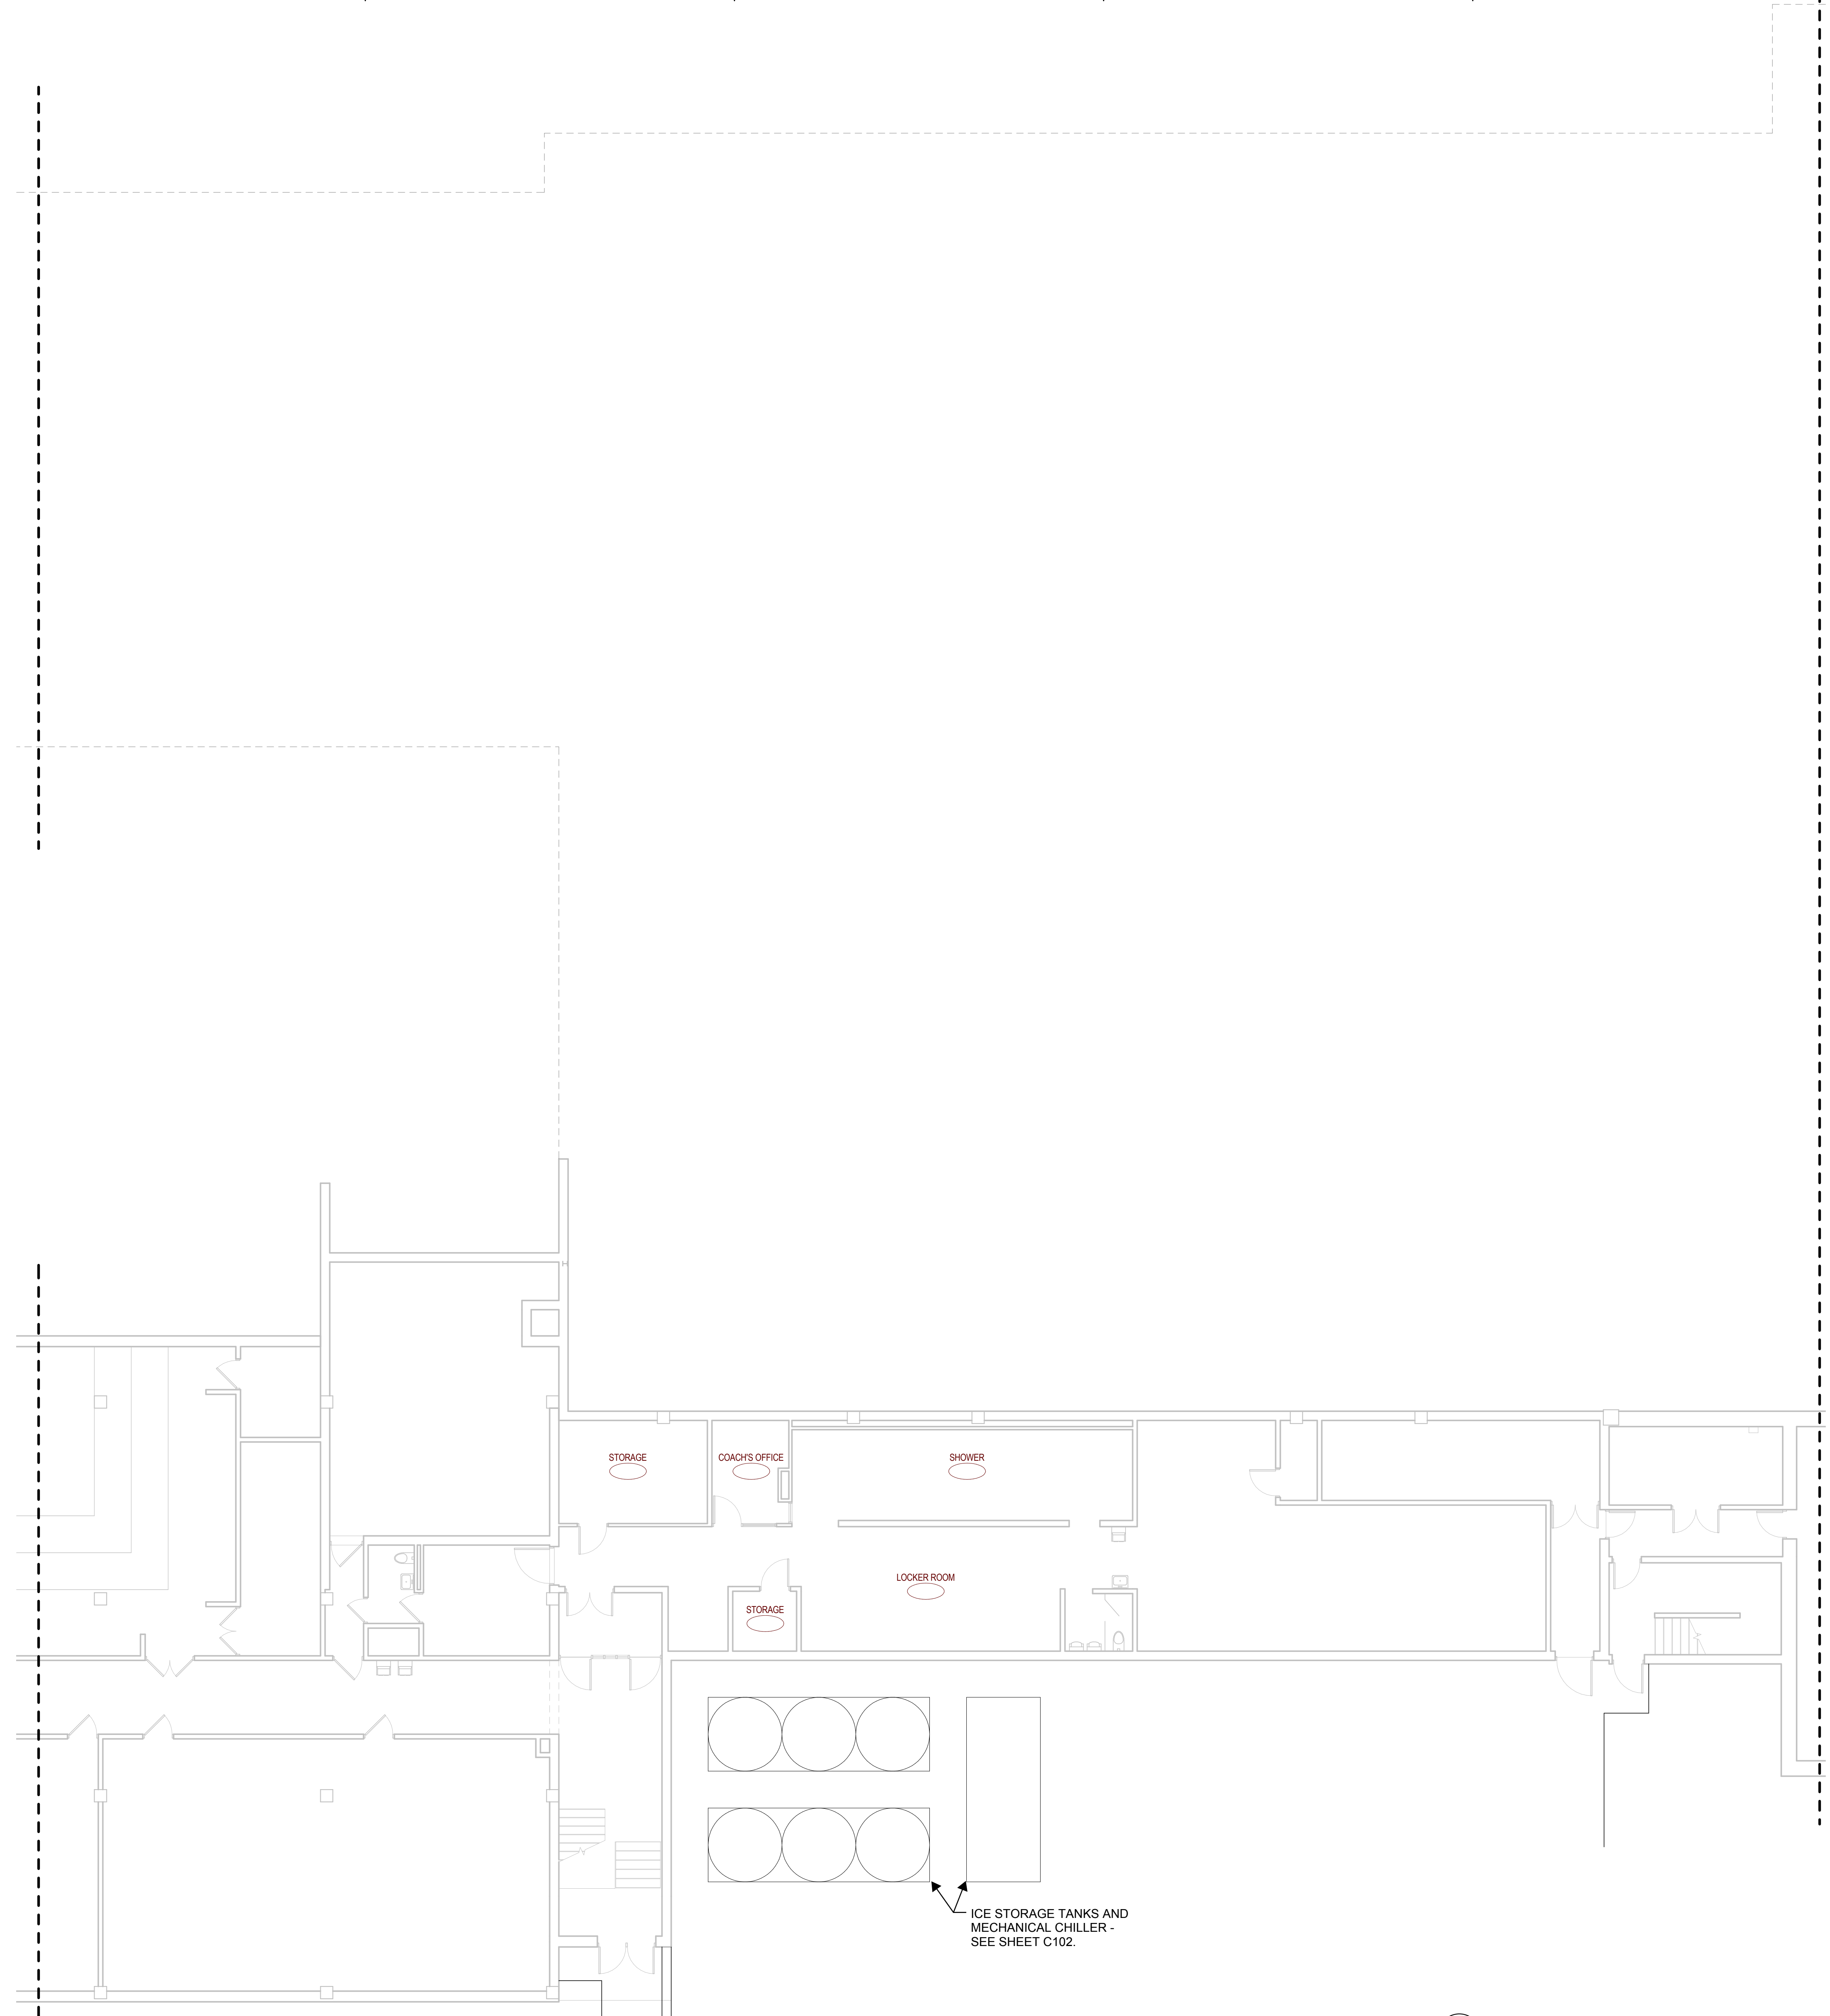 STORAGE
COACH'S OFFICE
SHOWER
LOCKER ROOM
STORAGE
ICE STORAGE TANKS AND
MECHANICAL CHILLER -
SEE SHEET C102.